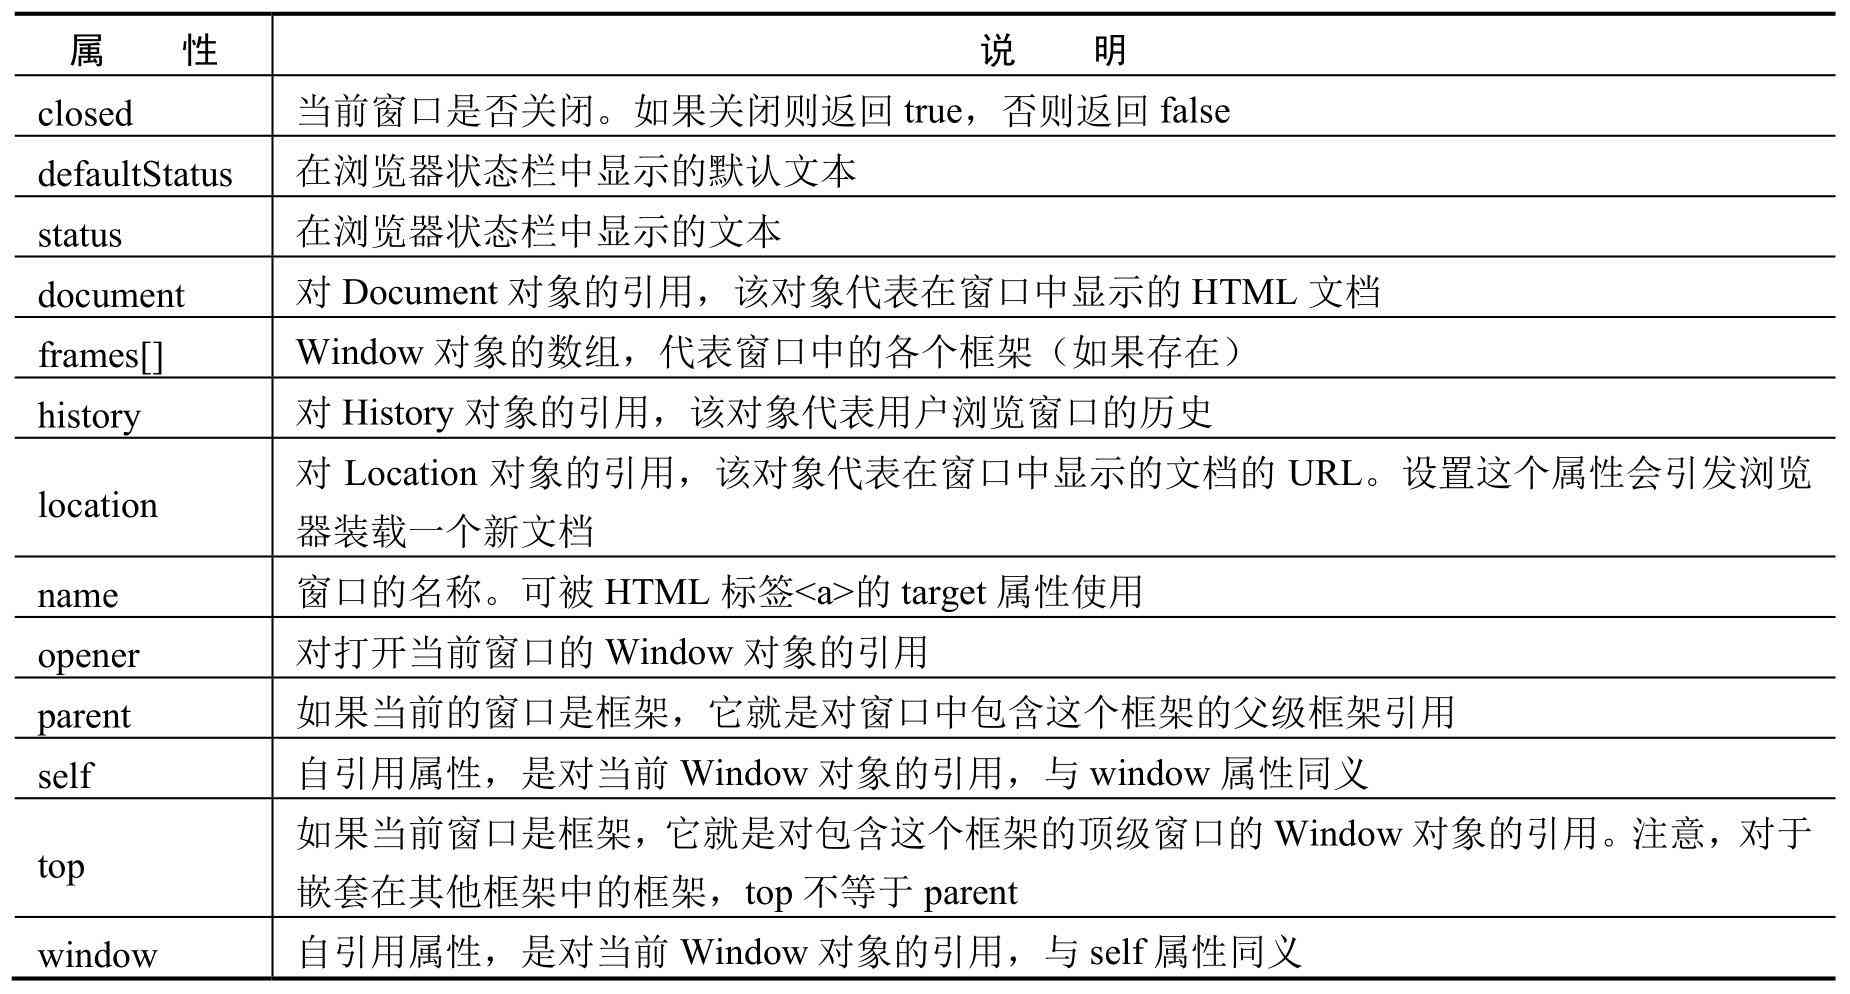 属 性 说 明
closed 当前窗口是否关闭。如果关闭则返回 true，否则返回 false
defaultStatus 在浏览器状态栏中显示的默认文本
status 在浏览器状态栏中显示的文本
document 对 Document 对象的引用，该对象代表在窗口中显示的 HTML 文档
frames[] Window 对象的数组，代表窗口中的各个框架（如果存在）
history 对 History 对象的引用，该对象代表用户浏览窗口的历史
location 对 Location 对象的引用，该对象代表在窗口中显示的文档的 URL。设置这个属性会引发浏览
器装载一个新文档
name 窗口的名称。可被 HTML 标签<a>的 target 属性使用
opener 对打开当前窗口的 Window 对象的引用
parent 如果当前的窗口是框架，它就是对窗口中包含这个框架的父级框架引用
self 自引用属性，是对当前 Window 对象的引用，与 window 属性同义
top 如果当前窗口是框架，它就是对包含这个框架的顶级窗口的 Window 对象的引用。注意，对于
嵌套在其他框架中的框架，top 不等于 parent
window 自引用属性，是对当前 Window 对象的引用，与 self 属性同义